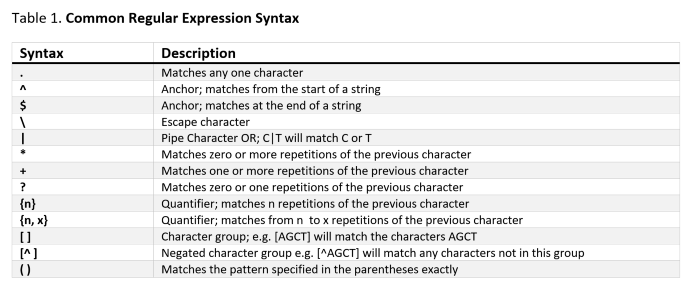 Table 1. Common Regular Expression Syntax
Syntax Description
. Matches any one character
^ Anchor; matches from the start of a string
$ Anchor; matches at the end of a string
\ Escape character
| Pipe Character OR; C|T will match C or T
* Matches zero or more repetitions of the previous character
+ Matches one or more repetitions of the previous character
? Matches zero or one repetitions of the previous character
{n} Quantifier; matches n repetitions of the previous character
{n, x} Quantifier; matches from n to x repetitions of the previous character
[ ] Character group; e.g. [AGCT] will match the characters AGCT
[^ ] Negated character group e.g. [^AGCT] will match any characters not in this group
( ) Matches the pattern specified in the parentheses exactly